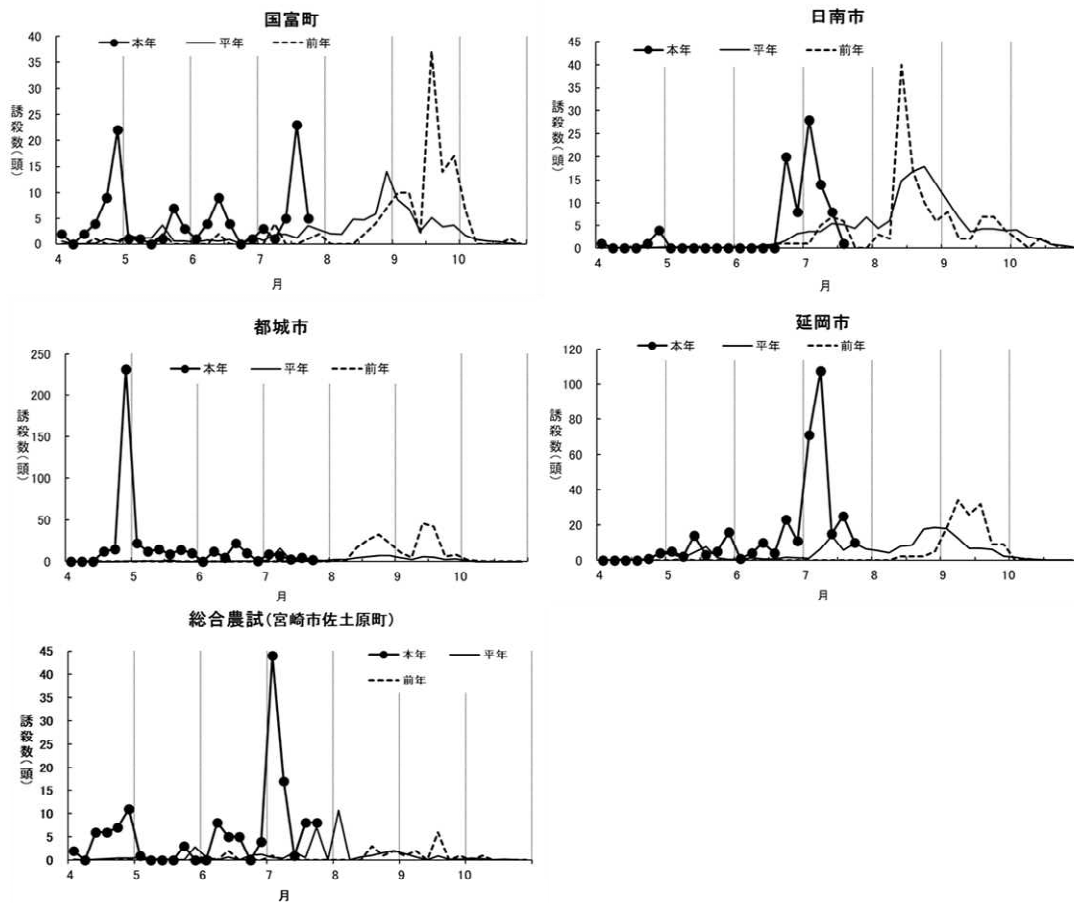 国富町
本年 平年 前年
誘殺数(頭)
40
35
30
25
20
15
10
5
0
4 5 6 7 8 9 10
月
日南市
本年 平年 前年
誘殺数(頭)
45
40
35
30
25
20
15
10
5
0
4 5 6 7 8 9 10
月
都城市
本年 平年 前年
誘殺数(頭)
250
200
150
100
50
0
4 5 6 7 8 9 10
月
延岡市
本年 平年 前年
誘殺数(頭)
120
100
80
60
40
20
0
4 5 6 7 8 9 10
月
総合農試(宮崎市佐土原町)
本年 平年
前年
誘殺数(頭)
45
40
35
30
25
20
15
10
5
0
4 5 6 7 8 9 10
月